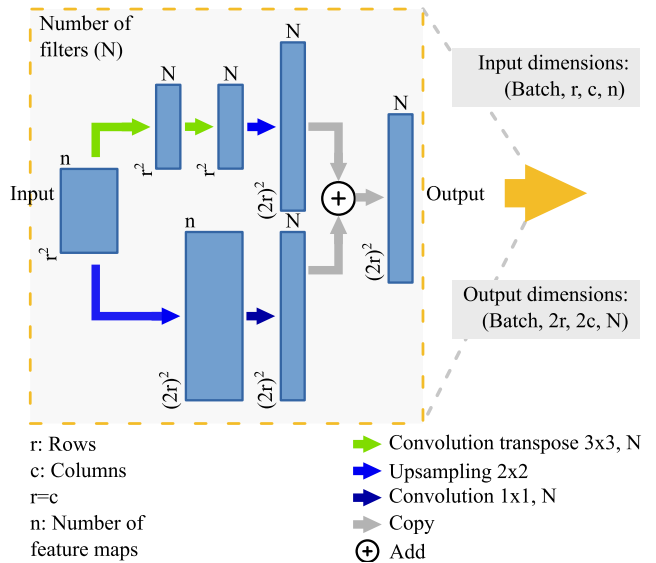 Number of
filters (N)
Input dimensions:
(Batch, r, c, n)
N
N
N
N
n
r²
r²
r²
(2r)²
Input
Output
n
N
(2r)²
(2r)²
(2r)²
Output dimensions:
(Batch, 2r, 2c, N)
r: Rows
c: Columns
r=c
n: Number of
feature maps
Convolution transpose 3x3, N
Upsampling 2x2
Convolution 1x1, N
Copy
Add